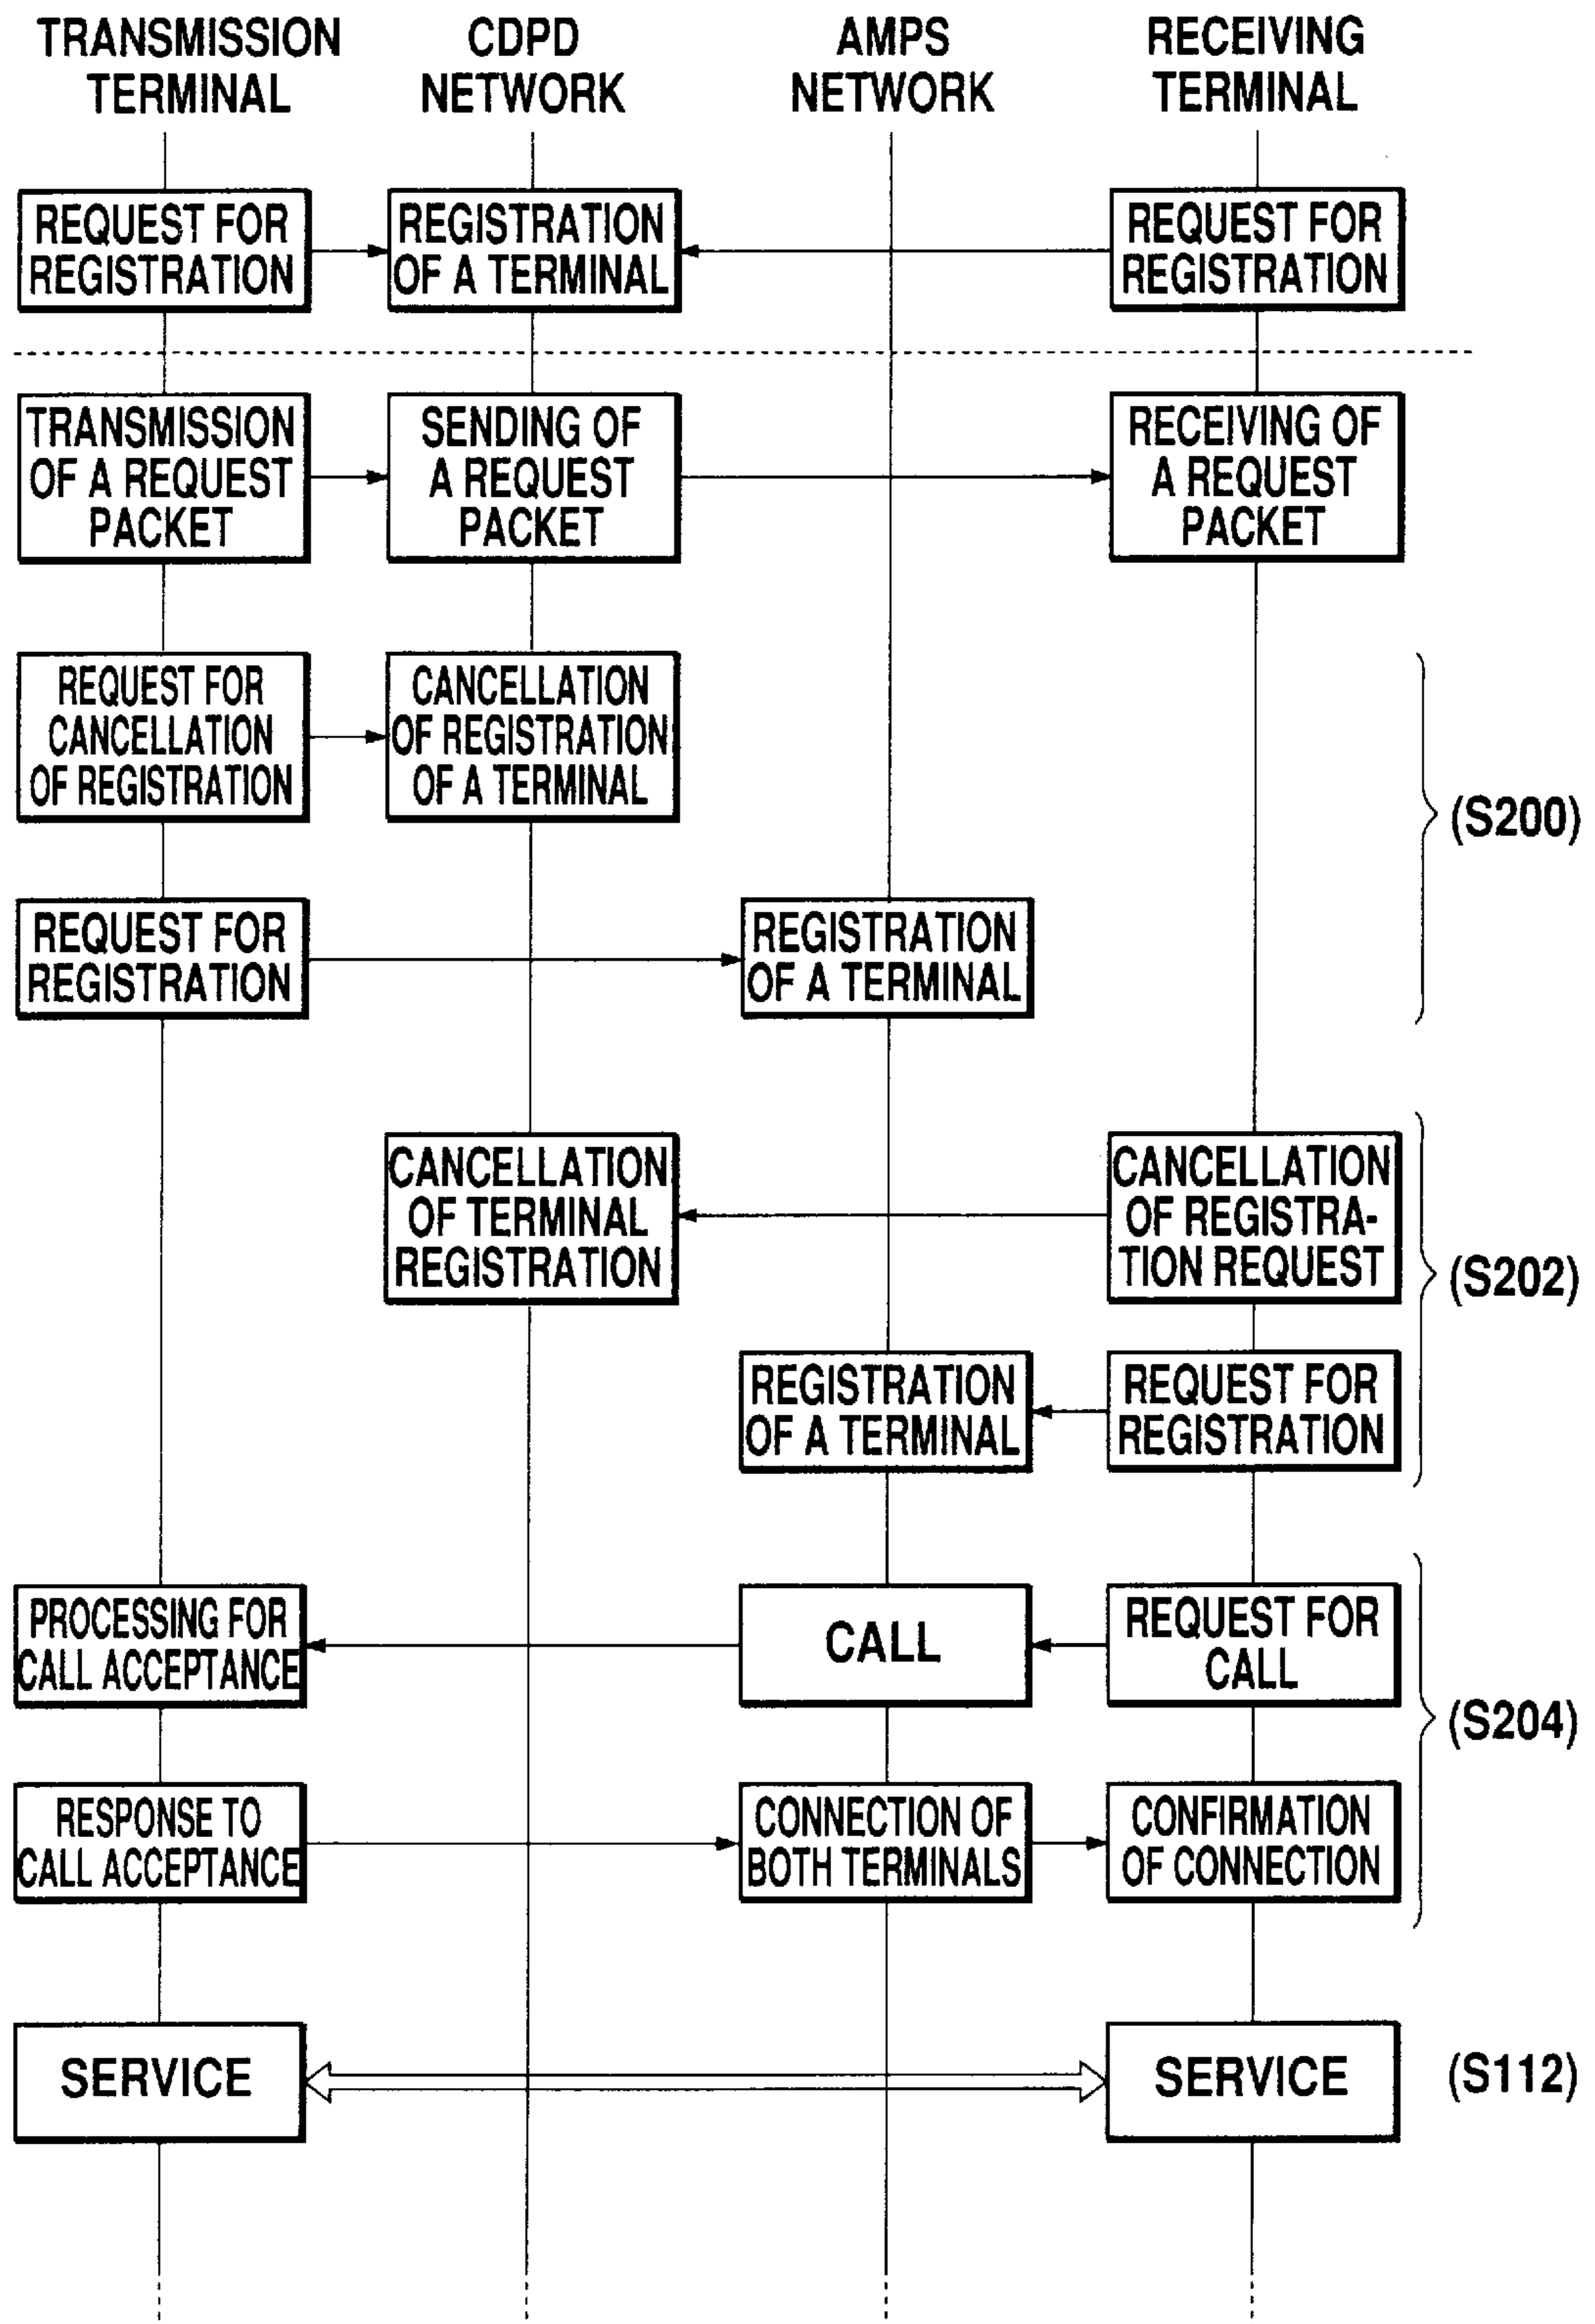 TRANSMISSION
TERMINAL
CDPD
NETWORK
AMPS
NETWORK
RECEIVING
TERMINAL
REQUEST FOR
REGISTRATION
REGISTRATION
OF A TERMINAL
REQUEST FOR
REGISTRATION
TRANSMISSION
OF A REQUEST
PACKET
SENDING OF
A REQUEST
PACKET
RECEIVING OF
A REQUEST
PACKET
REQUEST FOR
CANCELLATION
OF REGISTRATION
CANCELLATION
OF REGISTRATION
OF A TERMINAL
(S200)
REQUEST FOR
REGISTRATION
REGISTRATION
OF A TERMINAL
CANCELLATION
OF TERMINAL
REGISTRATION
CANCELLATION
OF REGISTRA-
TION REQUEST
(S202)
REGISTRATION
OF A TERMINAL
REQUEST FOR
REGISTRATION
PROCESSING FOR
CALL ACCEPTANCE
CALL
REQUEST FOR
CALL
(S204)
RESPONSE TO
CALL ACCEPTANCE
CONNECTION OF
BOTH TERMINALS
CONFIRMATION
OF CONNECTION
SERVICE
SERVICE
(S112)